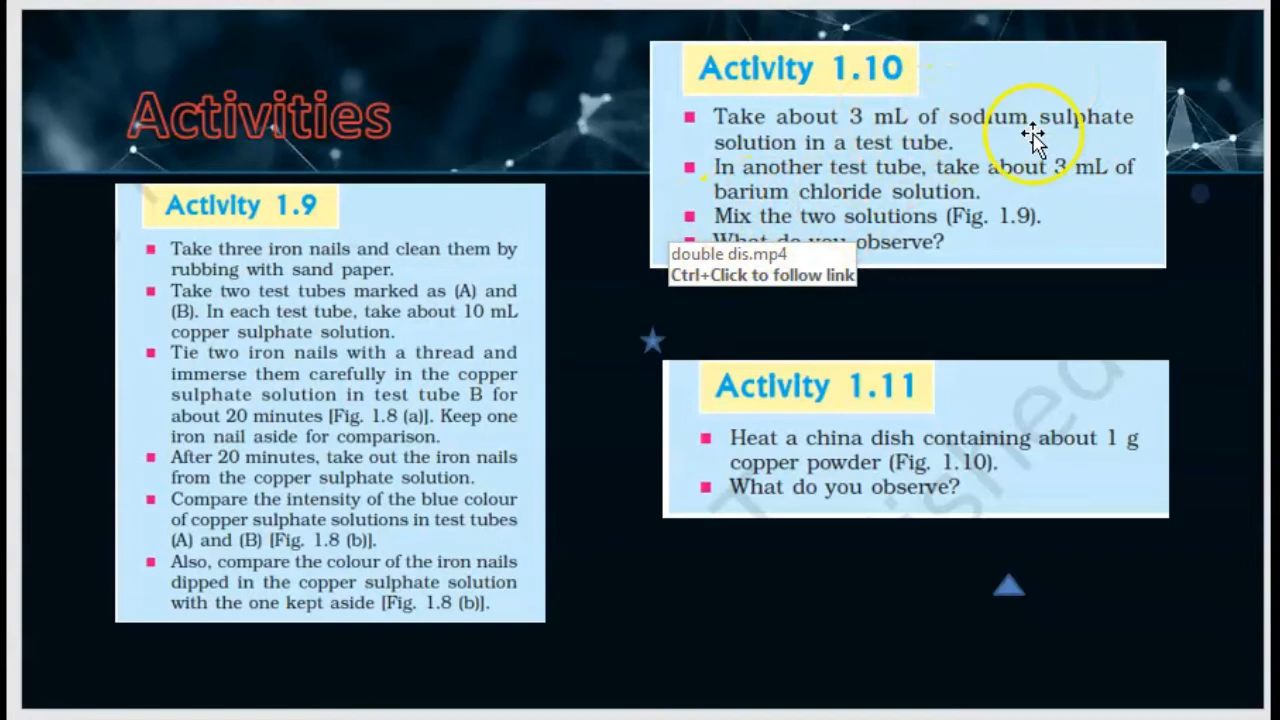 Activities
Activity 1.9
■ Take three iron nails and clean them by
rubbing with sand paper.
■ Take two test tubes marked as (A) and
(B). In each test tube, take about 10 mL
copper sulphate solution.
■ Tie two iron nails with a thread and
immerse them carefully in the copper
sulphate solution in test tube B for
about 20 minutes [Fig. 1.8 (a)]. Keep one
iron nail aside for comparison.
■ After 20 minutes, take out the iron nails
from the copper sulphate solution.
■ Compare the intensity of the blue colour
of copper sulphate solutions in test tubes
(A) and (B) [Fig. 1.8 (b)].
■ Also, compare the colour of the iron nails
dipped in the copper sulphate solution
with the one kept aside [Fig. 1.8 (b)].
Activity 1.10
■ Take about 3 mL of sodium sulphate
solution in a test tube.
■ In another test tube, take about 3 mL of
barium chloride solution.
■ Mix the two solutions (Fig. 1.9).
■ What do you observe?
double dis.mp4
Ctrl+Click to follow link
Activity 1.11
■ Heat a china dish containing about 1 g
copper powder (Fig. 1.10).
■ What do you observe?